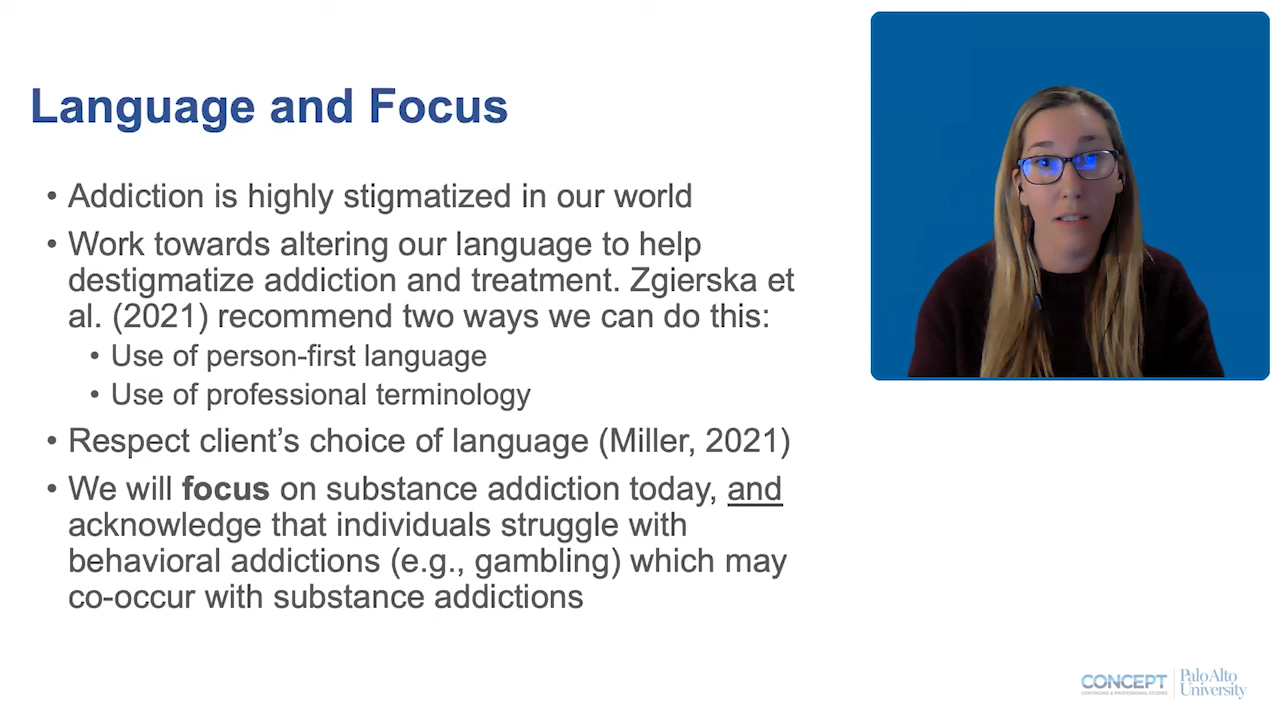 Language and Focus
• Addiction is highly stigmatized in our world
• Work towards altering our language to help
destigmatize addiction and treatment. Zgierska et
al. (2021) recommend two ways we can do this:
• Use of person-first language
• Use of professional terminology
• Respect client’s choice of language (Miller, 2021)
• We will focus on substance addiction today, and
acknowledge that individuals struggle with
behavioral addictions (e.g., gambling) which may
co-occur with substance addictions
CONCEPT
CONTINUING & PROFESSIONAL STUDIES
Palo Alto
University